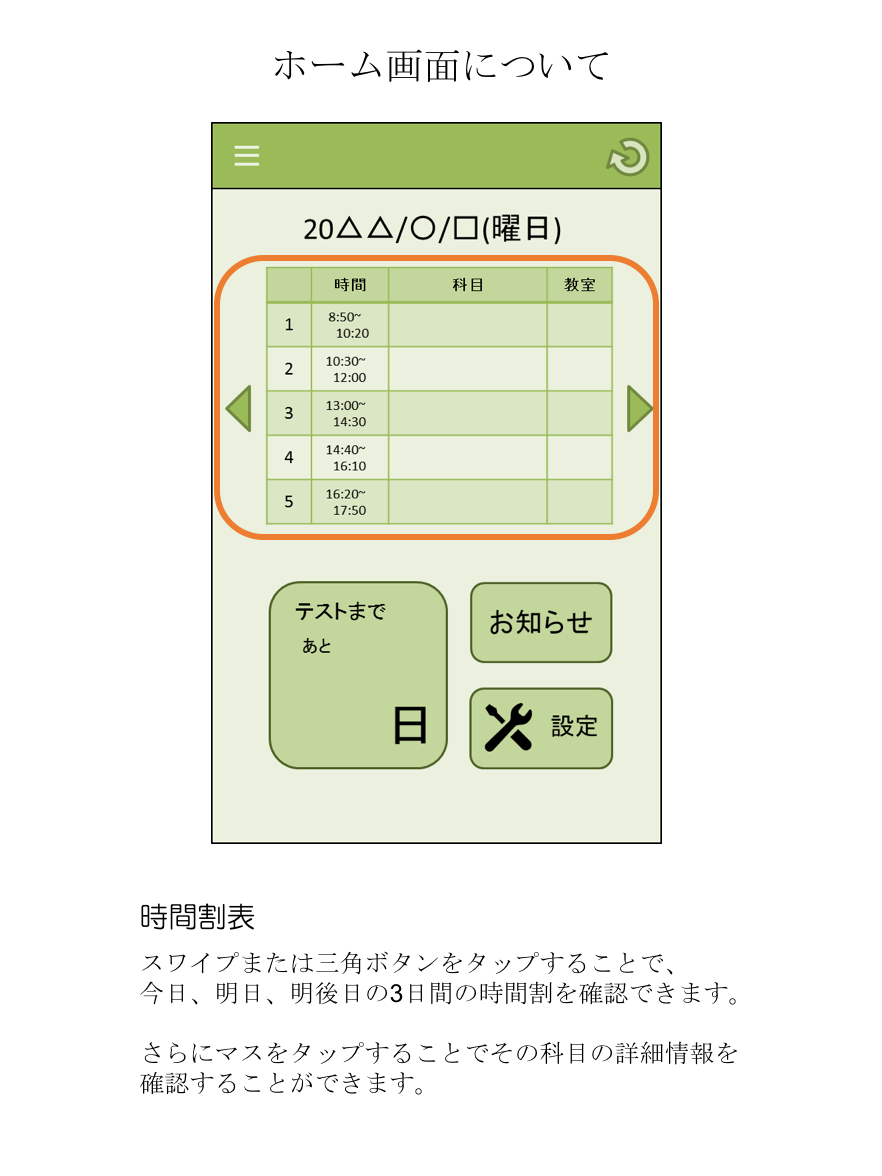 ホーム画面について
20△△/○/□(曜日)
時間 科目 教室
1 8:50~
10:20
2 10:30~
12:00
3 13:00~
14:30
4 14:40~
16:10
5 16:20~
17:50
テストまで
あと
日
お知らせ
設定
時間割表
スワイプまたは三角ボタンをタップすることで、
今日、明日、明後日の3日間の時間割を確認できます。
さらにマスをタップすることでその科目の詳細情報を
確認することができます。